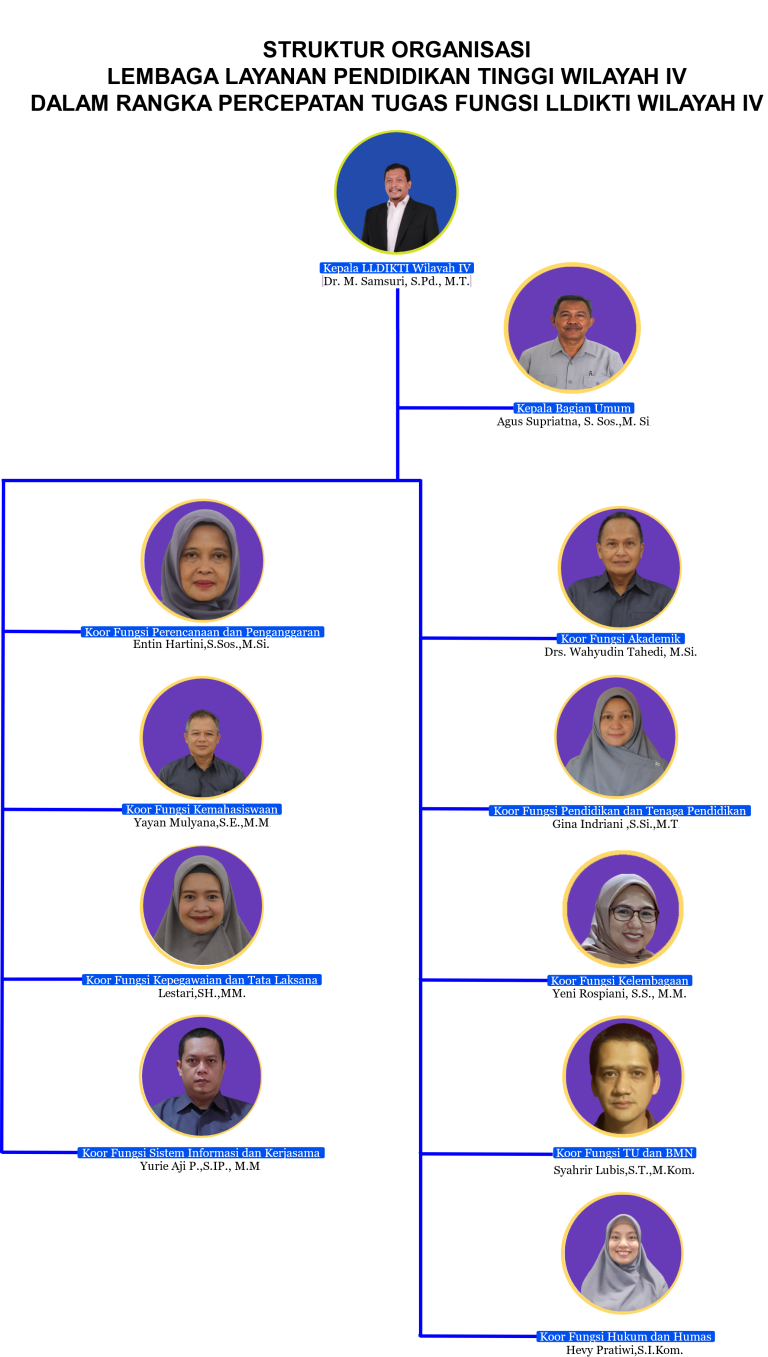 STRUKTUR ORGANISASI
LEMBAGA LAYANAN PENDIDIKAN TINGGI WILAYAH IV
DALAM RANGKA PERCEPATAN TUGAS FUNGSI LLDIKTI WILAYAH IV
Kepala LLDIKTI Wilayah IV
Dr. M. Samsuri, S.Pd., M.T.
Kepala Bagian Umum
Agus Supriatna, S. Sos.,M. Si
Koor Fungsi Perencanaan dan Penganggaran
Entin Hartini,S.Sos.,M.Si.
Koor Fungsi Akademik
Drs. Wahyudin Tahedi, M.Si.
Koor Fungsi Kemahasiswaan
Yayan Mulyana,S.E.,M.M
Koor Fungsi Pendidikan dan Tenaga Pendidikan
Gina Indriani ,S.Si.,M.T
Koor Fungsi Kepegawaian dan Tata Laksana
Lestari,SH.,MM.
Koor Fungsi Kelembagaan
Yeni Rospiani, S.S., M.M.
Koor Fungsi Sistem Informasi dan Kerjasama
Yurie Aji P.,S.IP., M.M
Koor Fungsi TU dan BMN
Syahrir Lubis,S.T.,M.Kom.
Koor Fungsi Hukum dan Humas
Hevy Pratiwi,S.I.Kom.